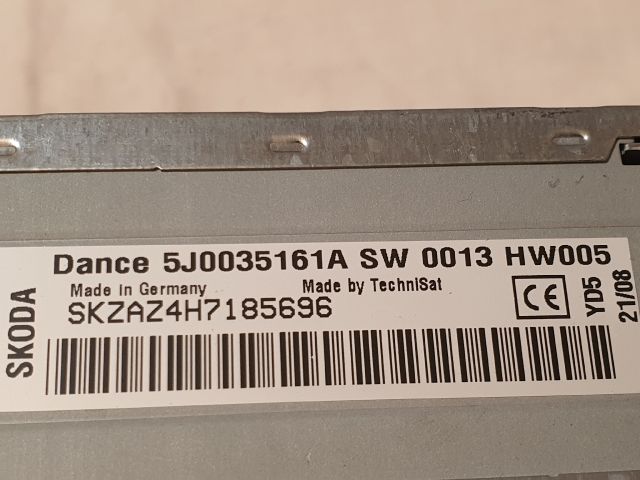 Dance 5J0035161A SW 0013 HW005
Made in Germany Made by TechniSat
SKZAZ4H7185696
CE
YD5
21/08
SKODA